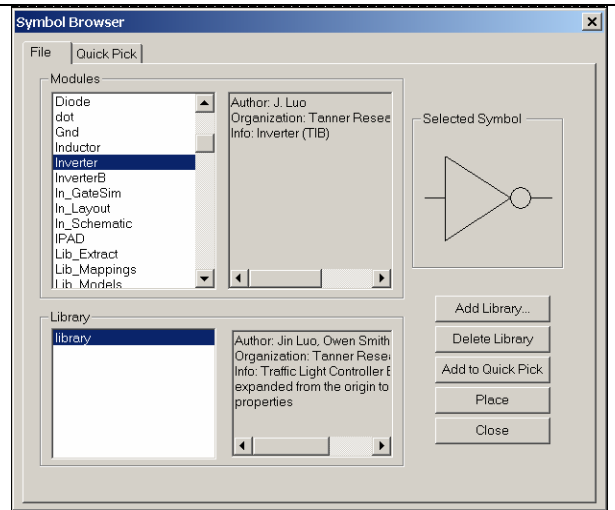 Symbol Browser
File
Quick Pick
Modules
Diode
dot
Gnd
Inductor
Inverter
InverterB
In_GateSim
In_Layout
In_Schematic
IPAD
Lib_Extract
Lib_Mappings
Lib_Models
Author: J. Luo
Organization: Tanner Resea
Info: Inverter (TIB)
Selected Symbol
Library
library
Author: Jin Luo, Owen Smith
Organization: Tanner Resea
Info: Traffic Light Controller E
expanded from the origin to
properties
Add Library...
Delete Library
Add to Quick Pick
Place
Close